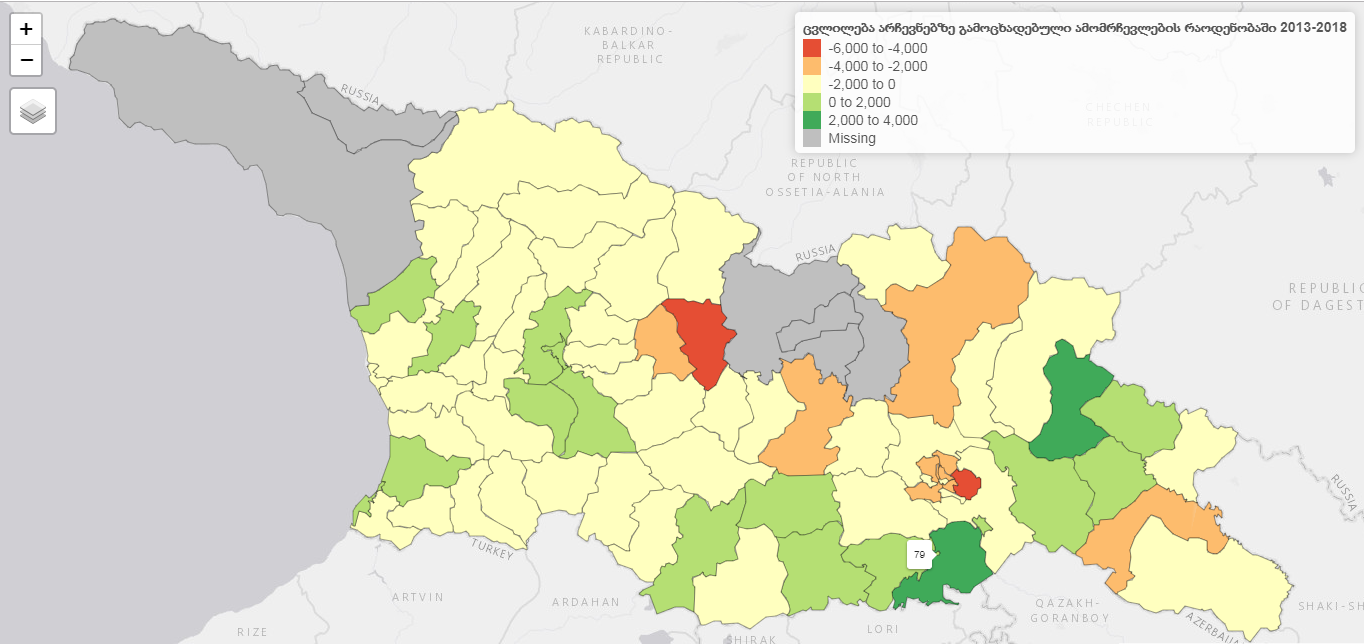 +
−
KABARDINO-
BALKAR
REPUBLIC
RUSSIA
ცვლილება არჩევნებზე გამოცხადებული ამომრჩევლების რაოდენობაში 2013-2018
-6,000 to -4,000
-4,000 to -2,000
-2,000 to 0
0 to 2,000
2,000 to 4,000
Missing
CHECHEN
REPUBLIC
REPUBLIC
OF NORTH
OSSETIA-ALANIA
RUSSIA
REPUBLIC
OF DAGEST
RUSSIA
79
TURKEY
ARTVIN
ARDAHAN
RIZE
SHIRAK
LORI
QAZAKH-
GORANBOY
AZERBAIJA
SHAKI-SH